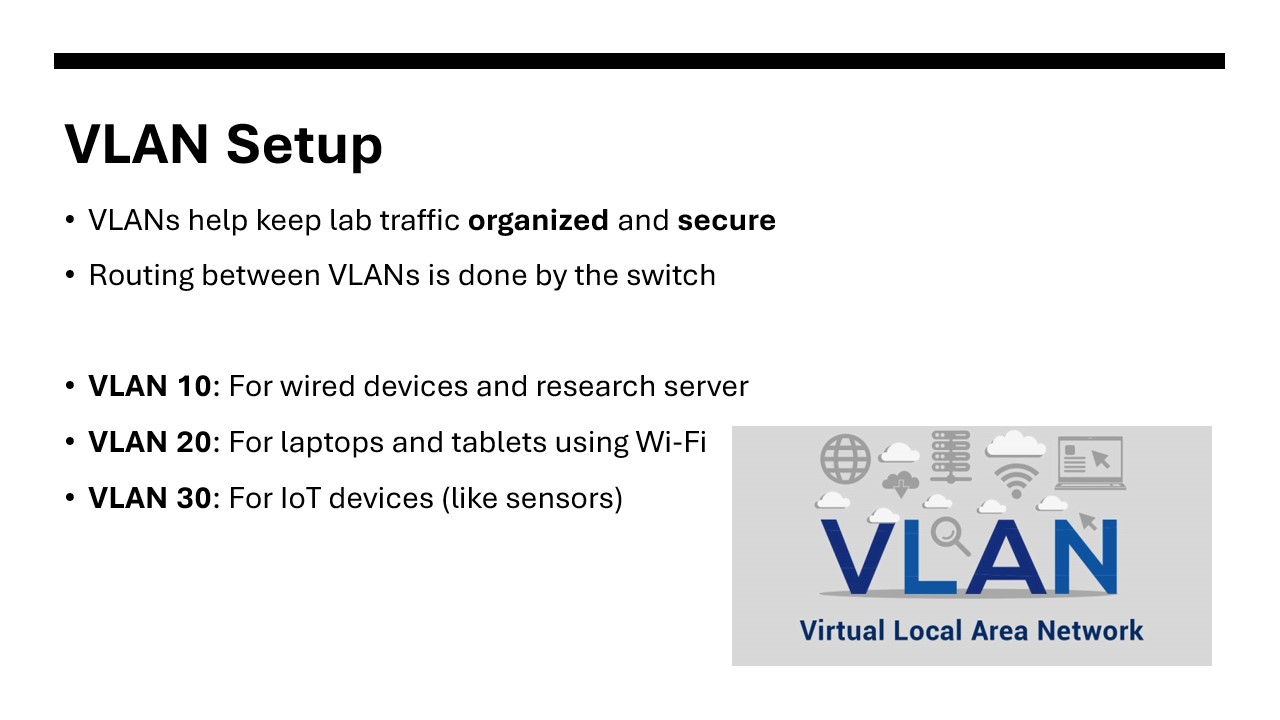 VLAN Setup
• VLANs help keep lab traffic organized and secure
• Routing between VLANs is done by the switch
• VLAN 10: For wired devices and research server
• VLAN 20: For laptops and tablets using Wi-Fi
• VLAN 30: For IoT devices (like sensors)
VLAN
Virtual Local Area Network